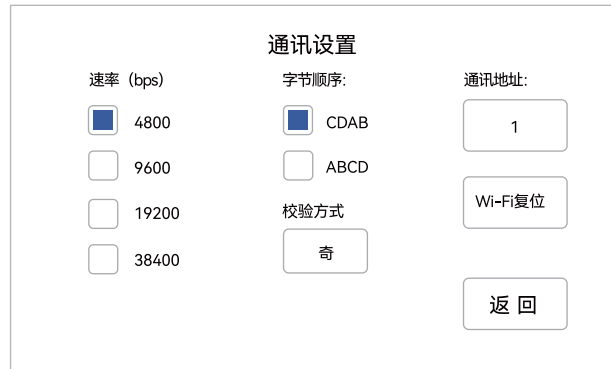 通讯设置
速率（bps）
4800
9600
19200
38400
字节顺序:
CDAB
ABCD
校验方式
奇
通讯地址:
1
Wi-Fi复位
返 回